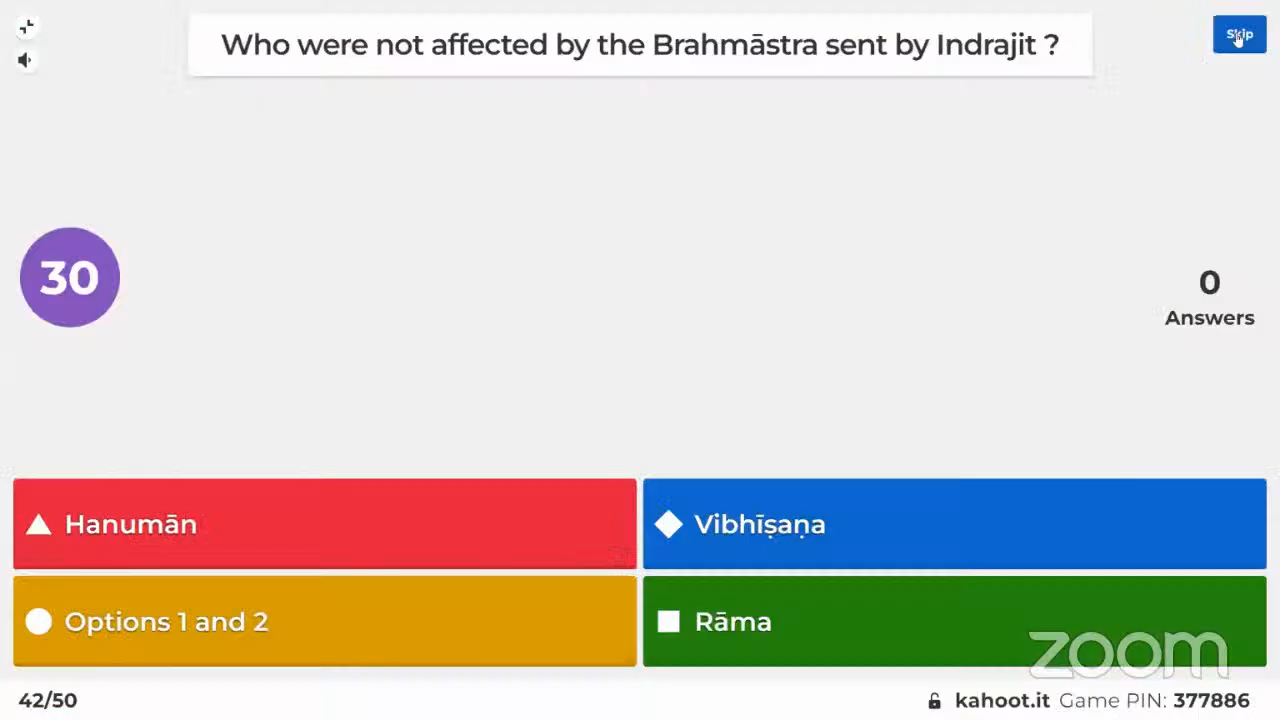 Who were not affected by the Brahmāstra sent by Indrajit ?
Skip
30
0
Answers
Hanumān
Vibhīṣaṇa
Options 1 and 2
Rāma
zoom
42/50
kahoot.it Game PIN: 377886